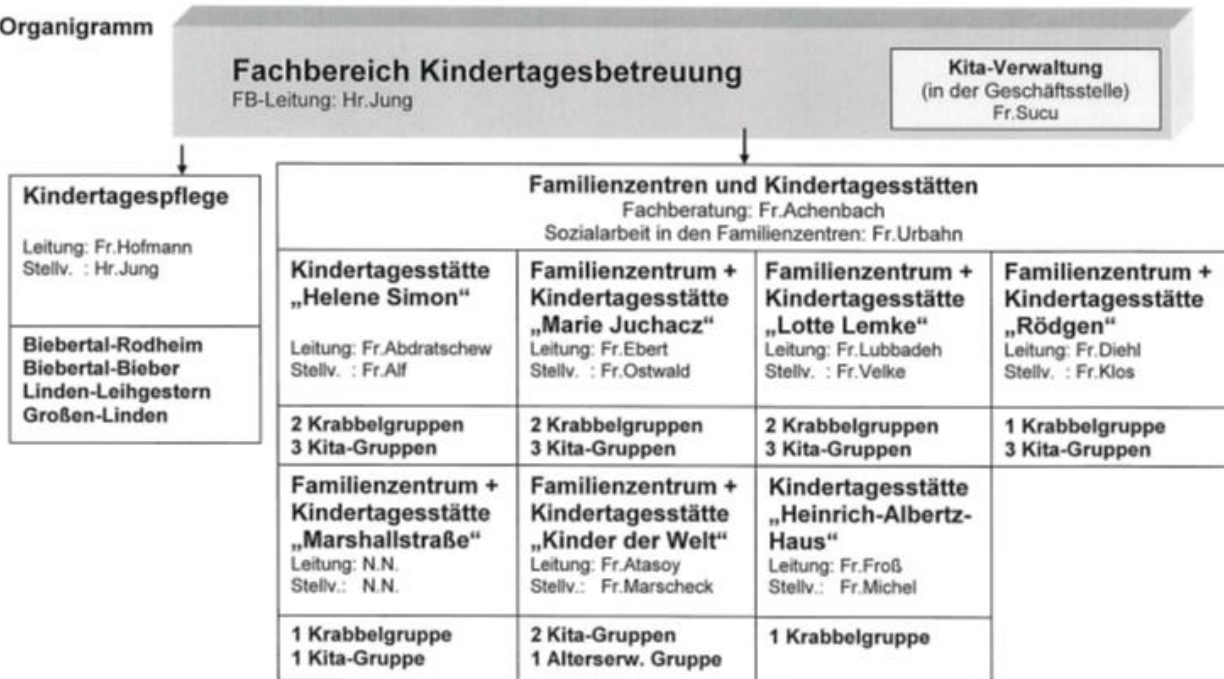 Organigramm
Fachbereich Kindertagesbetreuung
FB-Leitung: Hr.Jung
Kita-Verwaltung
(in der Geschäftsstelle)
Fr.Sucu
Kindertagespflege
Leitung: Fr.Hofmann
Stellv. : Hr.Jung
Biebertal-Rodheim
Biebertal-Bieber
Linden-Leihgestern
Großen-Linden
Familienzentren und Kindertagesstätten
Fachberatung: Fr.Achenbach
Sozialarbeit in den Familienzentren: Fr.Urbahn
Kindertagesstätte
„Helene Simon“
Leitung: Fr.Abdratschew
Stellv. : Fr.Alf
2 Krabbelgruppen
3 Kita-Gruppen
Familienzentrum +
Kindertagesstätte
„Marie Juchacz“
Leitung: Fr.Ebert
Stellv. : Fr.Ostwald
2 Krabbelgruppen
3 Kita-Gruppen
Familienzentrum +
Kindertagesstätte
„Lotte Lemke“
Leitung: Fr.Lubbadeh
Stellv. : Fr.Velke
2 Krabbelgruppen
3 Kita-Gruppen
Familienzentrum +
Kindertagesstätte
„Rödgen“
Leitung: Fr.Diehl
Stellv. : Fr.Klos
1 Krabbelgruppe
3 Kita-Gruppen
Familienzentrum +
Kindertagesstätte
„Marshallstraße“
Leitung: N.N.
Stellv.: N.N.
1 Krabbelgruppe
1 Kita-Gruppe
Familienzentrum +
Kindertagesstätte
„Kinder der Welt“
Leitung: Fr.Atasoy
Stellv.: Fr.Marscheck
2 Kita-Gruppen
1 Alterserw. Gruppe
Kindertagesstätte
„Heinrich-Albertz-
Haus“
Leitung: Fr.Froß
Stellv.: Fr.Michel
1 Krabbelgruppe